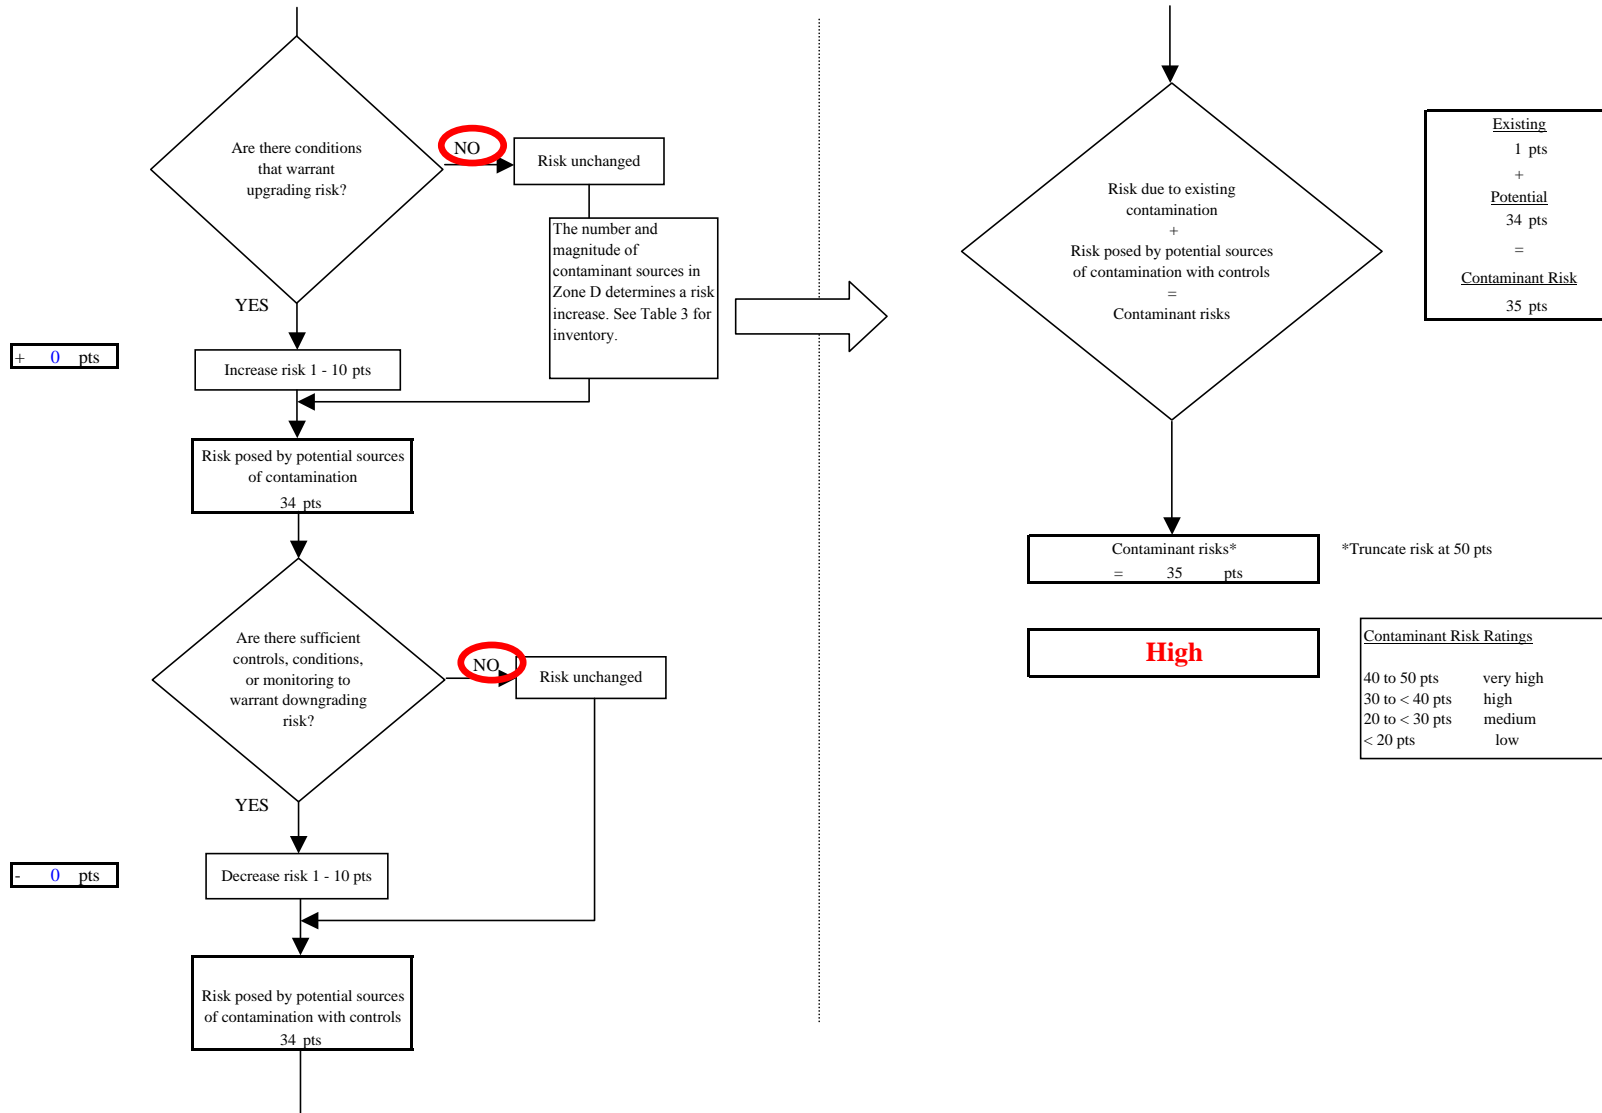 Are there conditions
that warrant
upgrading risk?
NO
Risk unchanged
The number and
magnitude of
contaminant sources in
Zone D determines a risk
increase. See Table 3 for
inventory.
YES
+ 0 pts
Increase risk 1 - 10 pts
Risk posed by potential sources
of contamination
34 pts
Are there sufficient
controls, conditions,
or monitoring to
warrant downgrading
risk?
NO
Risk unchanged
YES
- 0 pts
Decrease risk 1 - 10 pts
Risk posed by potential sources
of contamination with controls
34 pts
Risk due to existing
contamination
+
Risk posed by potential sources
of contamination with controls
=
Contaminant risks
Existing
1 pts
+
Potential
34 pts
=
Contaminant Risk
35 pts
Contaminant risks*
= 35 pts
*Truncate risk at 50 pts
High
Contaminant Risk Ratings
40 to 50 pts very high
30 to < 40 pts high
20 to < 30 pts medium
< 20 pts low